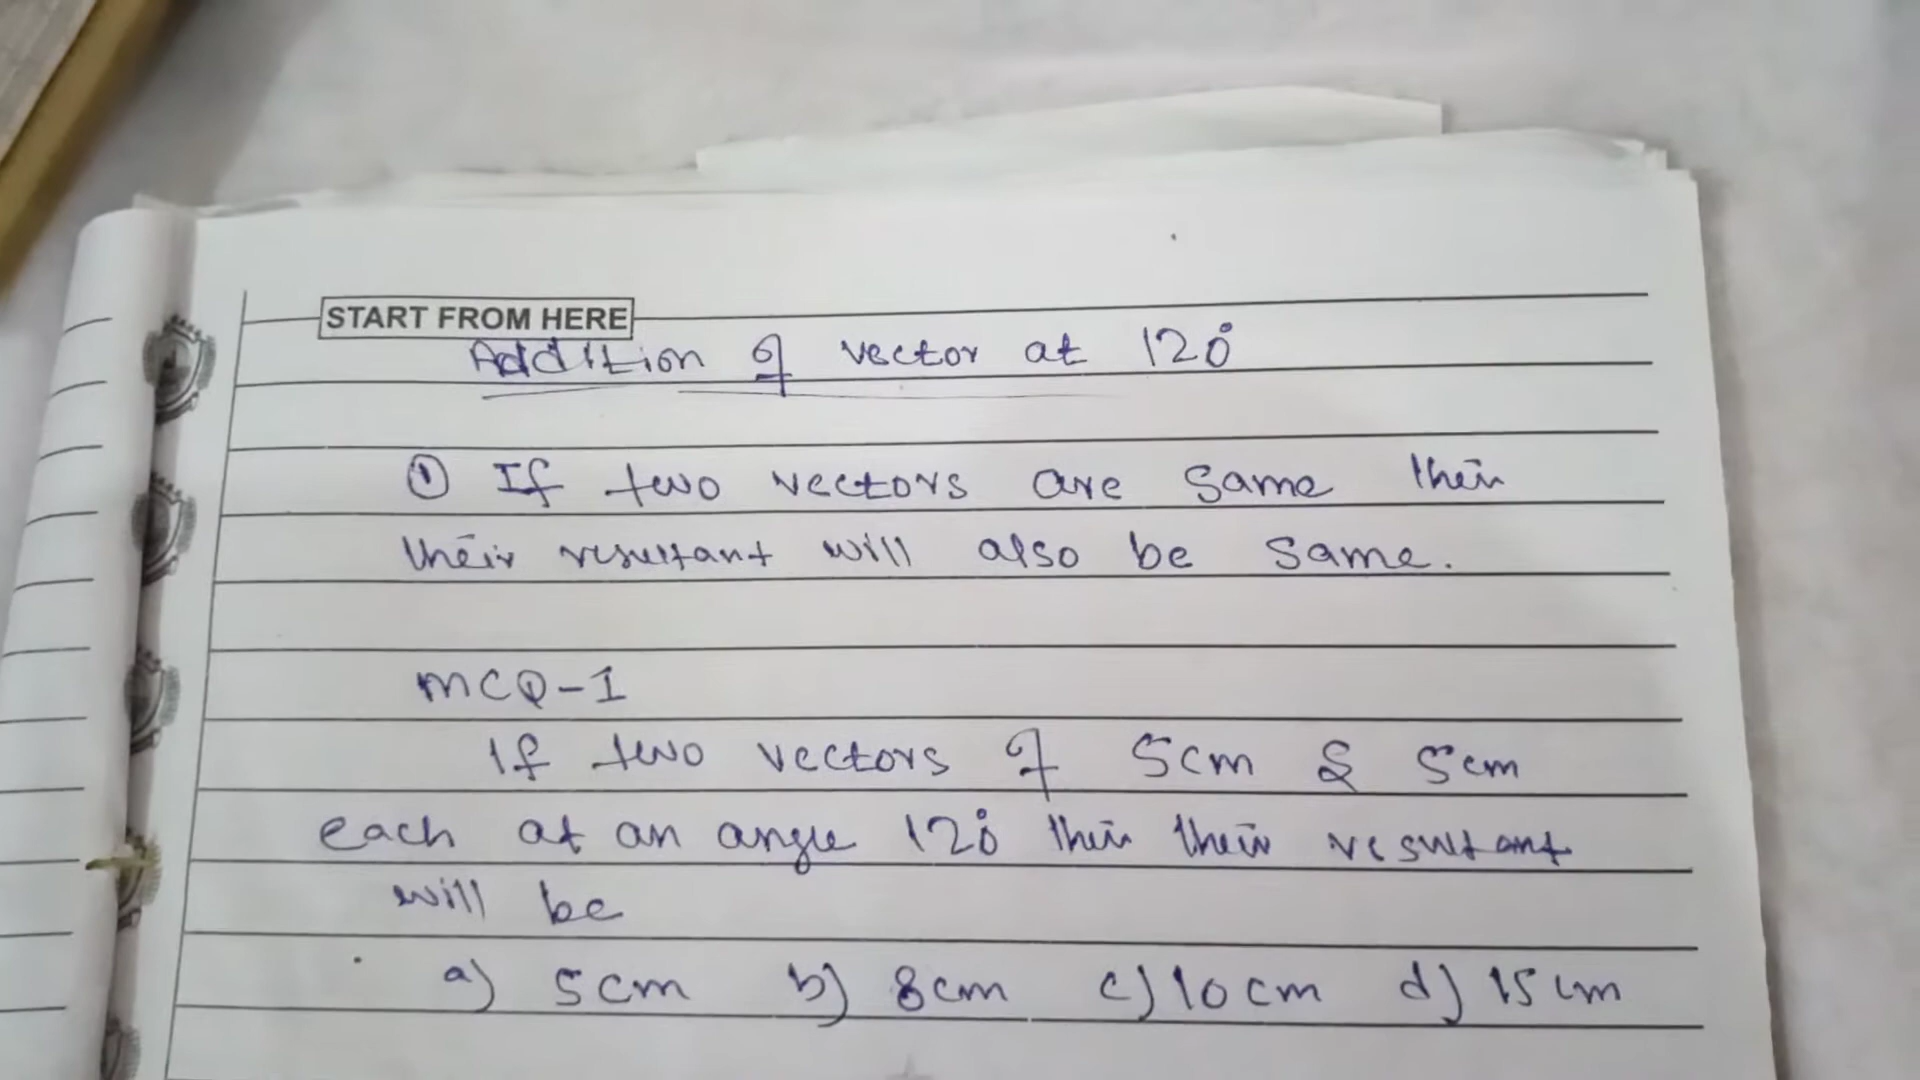 START FROM HERE
Addition of vector at 120°
① If two vectors are same then
their resultant will also be same.
MCQ-1
If two vectors of 5cm & 5cm
each at an angle 120° then their resultant
will be
a) 5cm b) 8cm c) 10cm d) 15cm